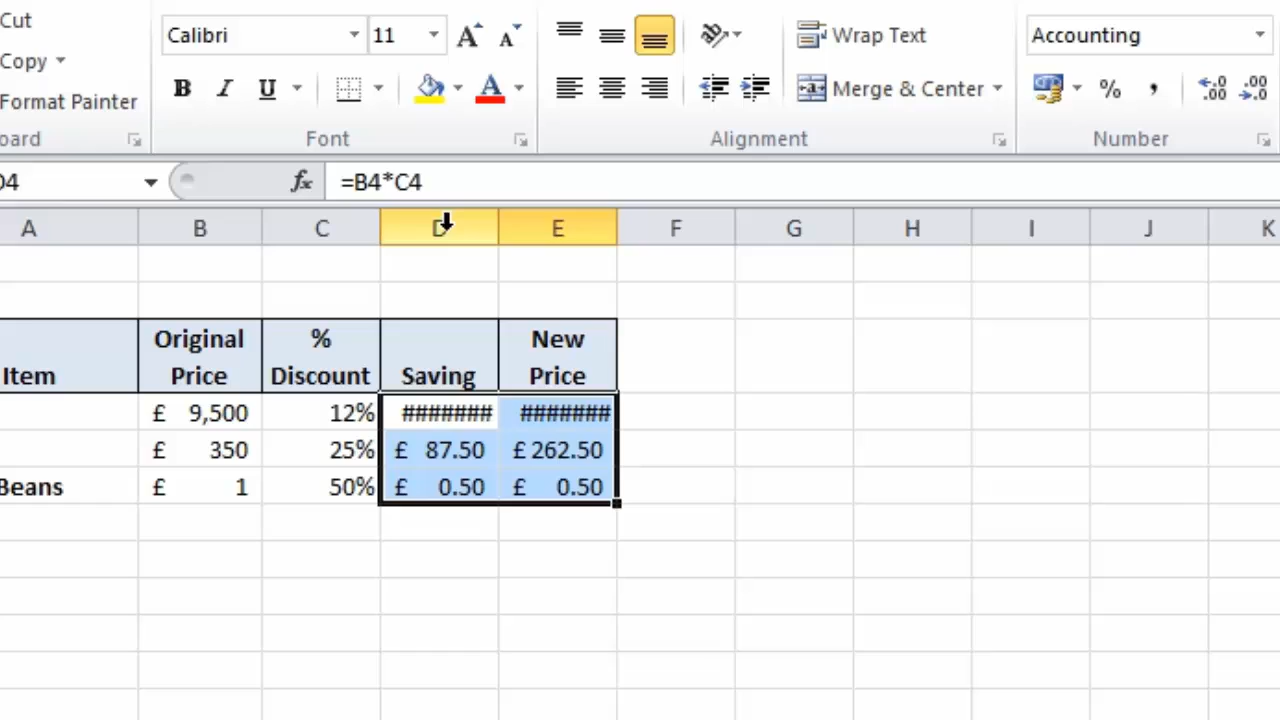 Cut
Calibri 11 A A Wrap Text Accounting
Copy
Format Painter B I U A Merge & Center % , .00 .00
oard Font Alignment Number
D4 fx =B4*C4
A B C D E F G H I J K
Original % New
Item Price Discount Saving Price
£ 9,500 12% ####### #######
£ 350 25% £ 87.50 £ 262.50
Beans £ 1 50% £ 0.50 £ 0.50